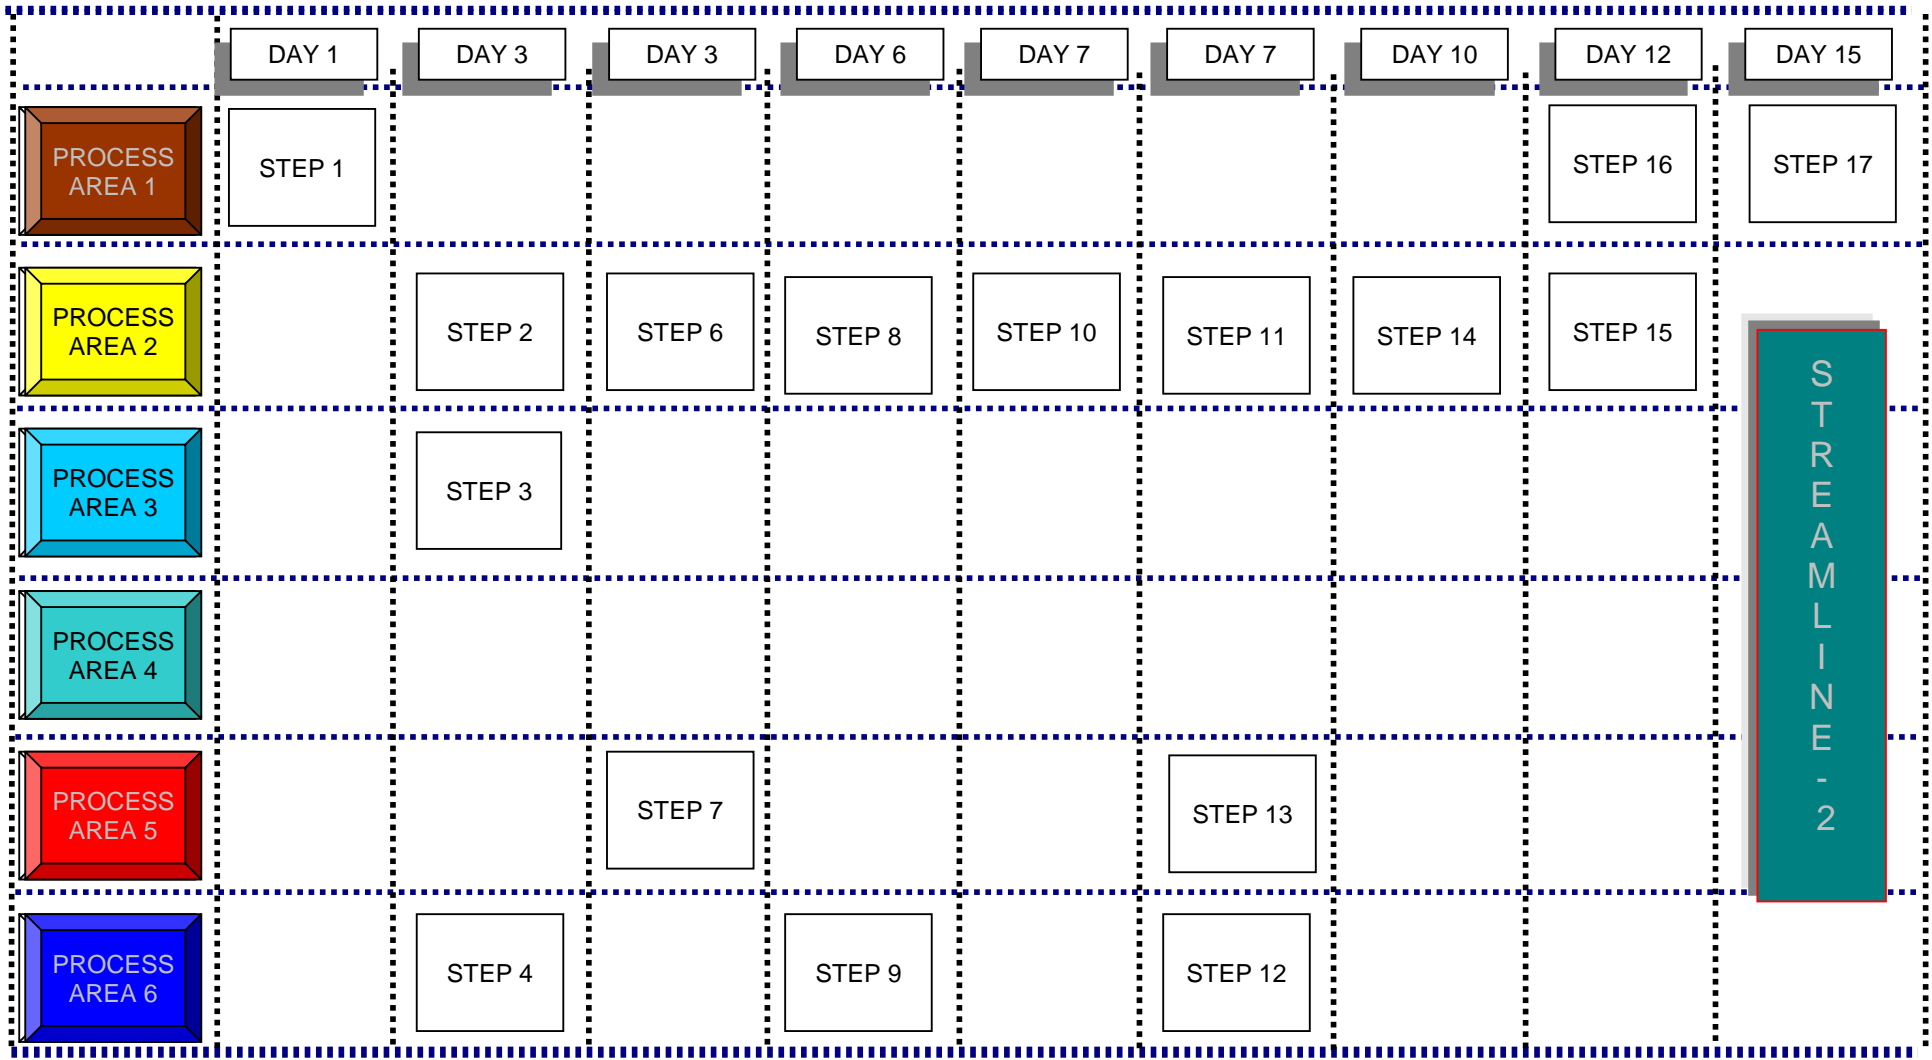 DAY 1
DAY 3
DAY 3
DAY 6
DAY 7
DAY 7
DAY 10
DAY 12
DAY 15
PROCESS
AREA 1
STEP 1
STEP 16
STEP 17
PROCESS
AREA 2
STEP 2
STEP 6
STEP 8
STEP 10
STEP 11
STEP 14
STEP 15
PROCESS
AREA 3
STEP 3
PROCESS
AREA 4
PROCESS
AREA 5
STEP 7
STEP 13
PROCESS
AREA 6
STEP 4
STEP 9
STEP 12
S
T
R
E
A
M
L
I
N
E
-
2